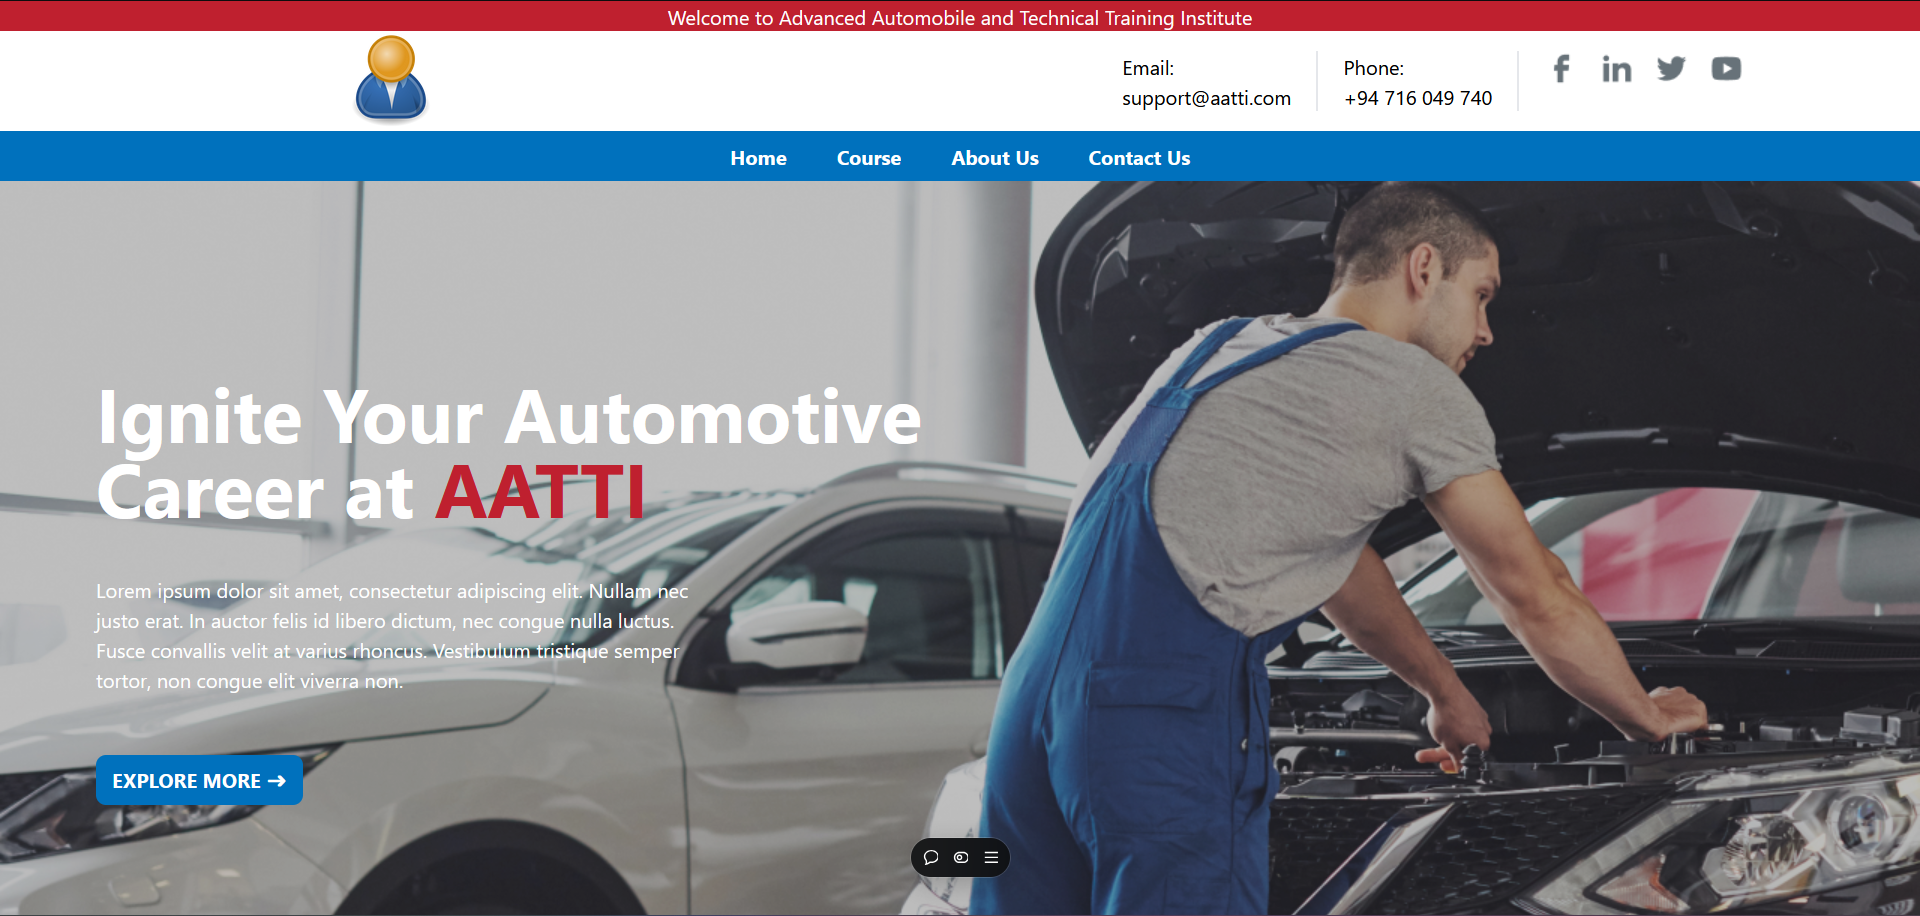 Welcome to Advanced Automobile and Technical Training Institute
Email:
support@aatti.com
Phone:
+94 716 049 740
Home
Course
About Us
Contact Us
Ignite Your Automotive
Career at AATTI
Lorem ipsum dolor sit amet, consectetur adipiscing elit. Nullam nec
justo erat. In auctor felis id libero dictum, nec congue nulla luctus.
Fusce convallis velit at varius rhoncus. Vestibulum tristique semper
tortor, non congue elit viverra non.
EXPLORE MORE →